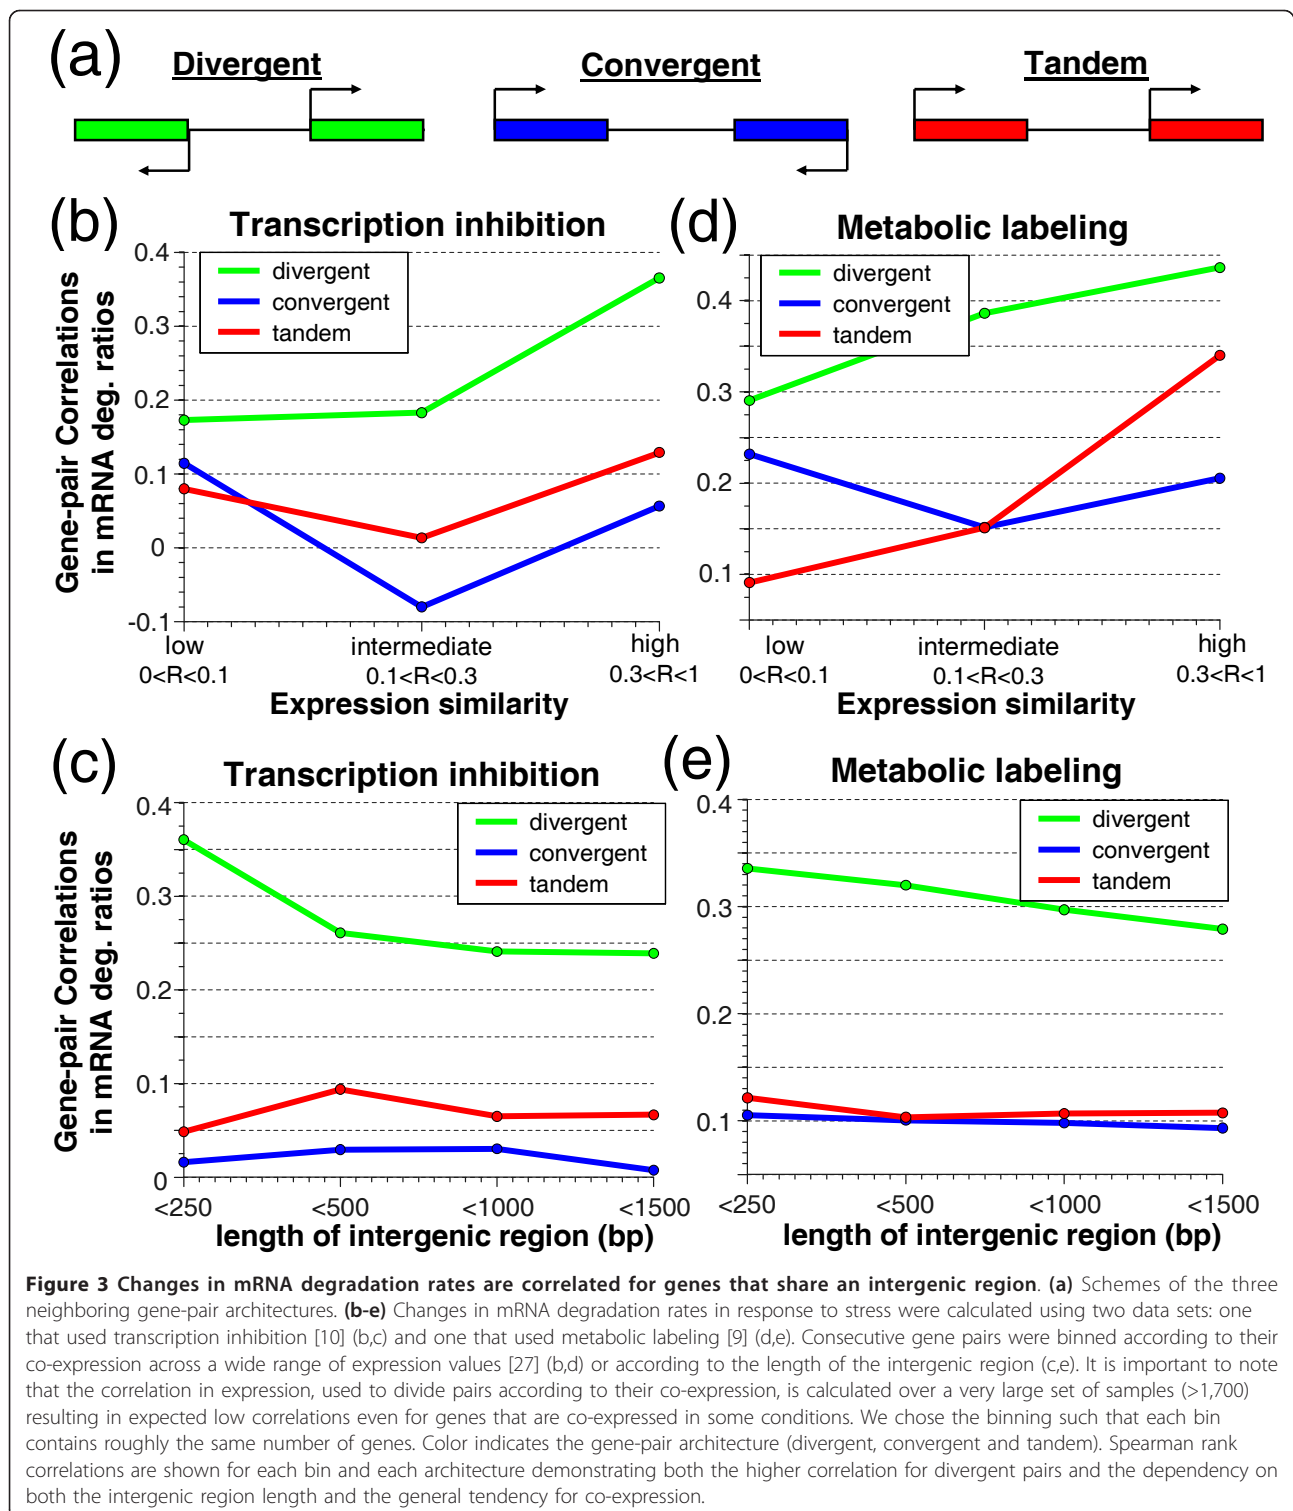 (a)
Divergent
Convergent
Tandem
(b)
Transcription inhibition
Gene-pair Correlations
in mRNA deg. ratios
0.4
0.3
0.2
0.1
0
-0.1
divergent
convergent
tandem
low
0<R<0.1
intermediate
0.1<R<0.3
high
0.3<R<1
Expression similarity
(d)
Metabolic labeling
0.4
0.3
0.2
0.1
divergent
convergent
tandem
low
0<R<0.1
intermediate
0.1<R<0.3
high
0.3<R<1
Expression similarity
(c)
Transcription inhibition
Gene-pair Correlations
in mRNA deg. ratios
0.4
0.3
0.2
0.1
0
divergent
convergent
tandem
<250
<500
<1000
<1500
length of intergenic region (bp)
(e)
Metabolic labeling
0.4
0.3
0.2
0.1
divergent
convergent
tandem
<250
<500
<1000
<1500
length of intergenic region (bp)
Figure 3 Changes in mRNA degradation rates are correlated for genes that share an intergenic region. (a) Schemes of the three
neighboring gene-pair architectures. (b-e) Changes in mRNA degradation rates in response to stress were calculated using two data sets: one
that used transcription inhibition [10] (b,c) and one that used metabolic labeling [9] (d,e). Consecutive gene pairs were binned according to their
co-expression across a wide range of expression values [27] (b,d) or according to the length of the intergenic region (c,e). It is important to note
that the correlation in expression, used to divide pairs according to their co-expression, is calculated over a very large set of samples (>1,700)
resulting in expected low correlations even for genes that are co-expressed in some conditions. We chose the binning such that each bin
contains roughly the same number of genes. Color indicates the gene-pair architecture (divergent, convergent and tandem). Spearman rank
correlations are shown for each bin and each architecture demonstrating both the higher correlation for divergent pairs and the dependency on
both the intergenic region length and the general tendency for co-expression.